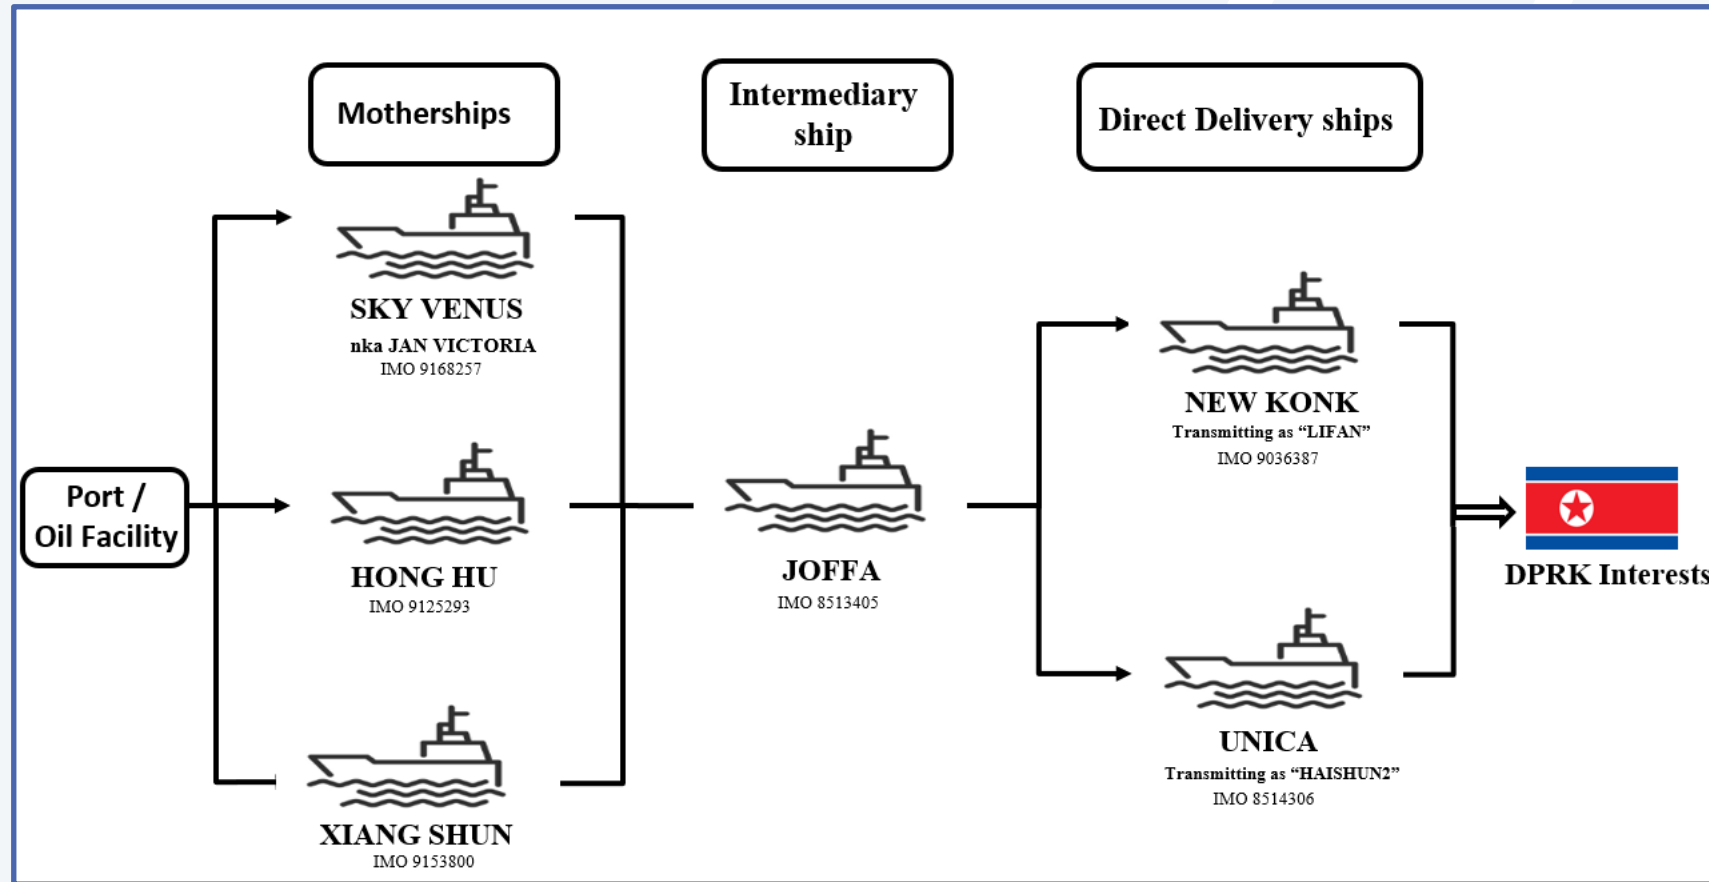 Motherships
Intermediary
ship
Direct Delivery ships
SKY VENUS
nka JAN VICTORIA
IMO 9168257
NEW KONK
Transmitting as “LIFAN”
IMO 9036387
Port /
Oil Facility
HONG HU
IMO 9125293
JOFFA
IMO 8513405
DPRK Interests
UNICA
Transmitting as “HAISHUN2”
IMO 8514306
XIANG SHUN
IMO 9153800